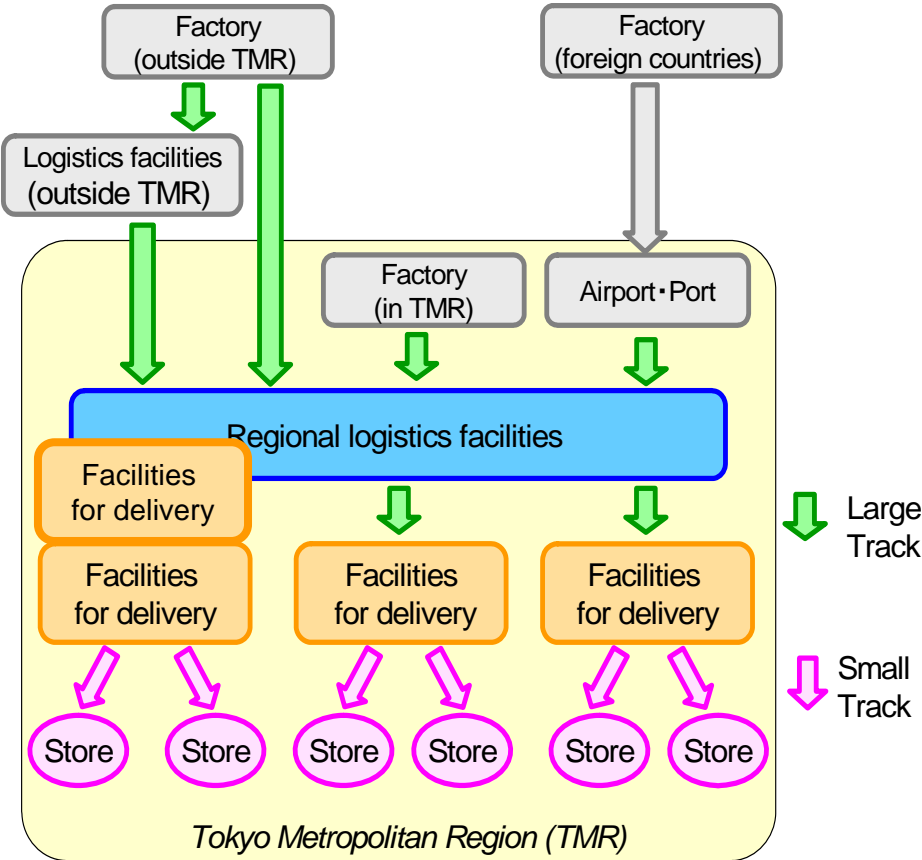 Factory
(outside TMR)
Factory
(foreign countries)
Logistics facilities
(outside TMR)
Factory
(in TMR)
Airport・Port
Regional logistics facilities
Facilities
for delivery
Facilities
for delivery
Facilities
for delivery
Facilities
for delivery
Large
Track
Small
Track
Store
Store
Store
Store
Store
Store
Tokyo Metropolitan Region (TMR)